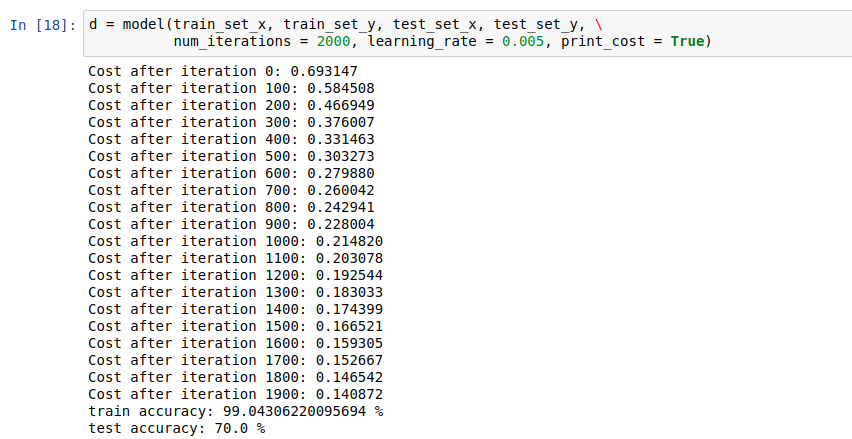 In [18]: d = model(train_set_x, train_set_y, test_set_x, test_set_y, \
num_iterations = 2000, learning_rate = 0.005, print_cost = True)
Cost after iteration 0: 0.693147
Cost after iteration 100: 0.584508
Cost after iteration 200: 0.466949
Cost after iteration 300: 0.376007
Cost after iteration 400: 0.331463
Cost after iteration 500: 0.303273
Cost after iteration 600: 0.279880
Cost after iteration 700: 0.260042
Cost after iteration 800: 0.242941
Cost after iteration 900: 0.228004
Cost after iteration 1000: 0.214820
Cost after iteration 1100: 0.203078
Cost after iteration 1200: 0.192544
Cost after iteration 1300: 0.183033
Cost after iteration 1400: 0.174399
Cost after iteration 1500: 0.166521
Cost after iteration 1600: 0.159305
Cost after iteration 1700: 0.152667
Cost after iteration 1800: 0.146542
Cost after iteration 1900: 0.140872
train accuracy: 99.04306220095694 %
test accuracy: 70.0 %